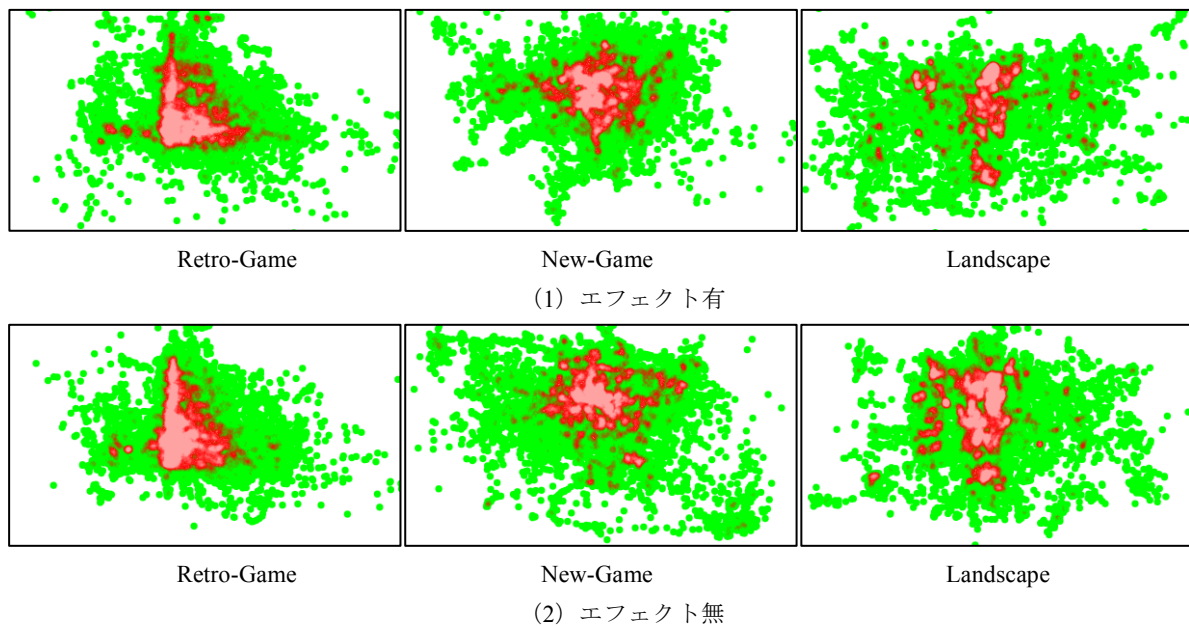 Retro-Game New-Game Landscape
(1) エフェクト有
Retro-Game New-Game Landscape
(2) エフェクト無